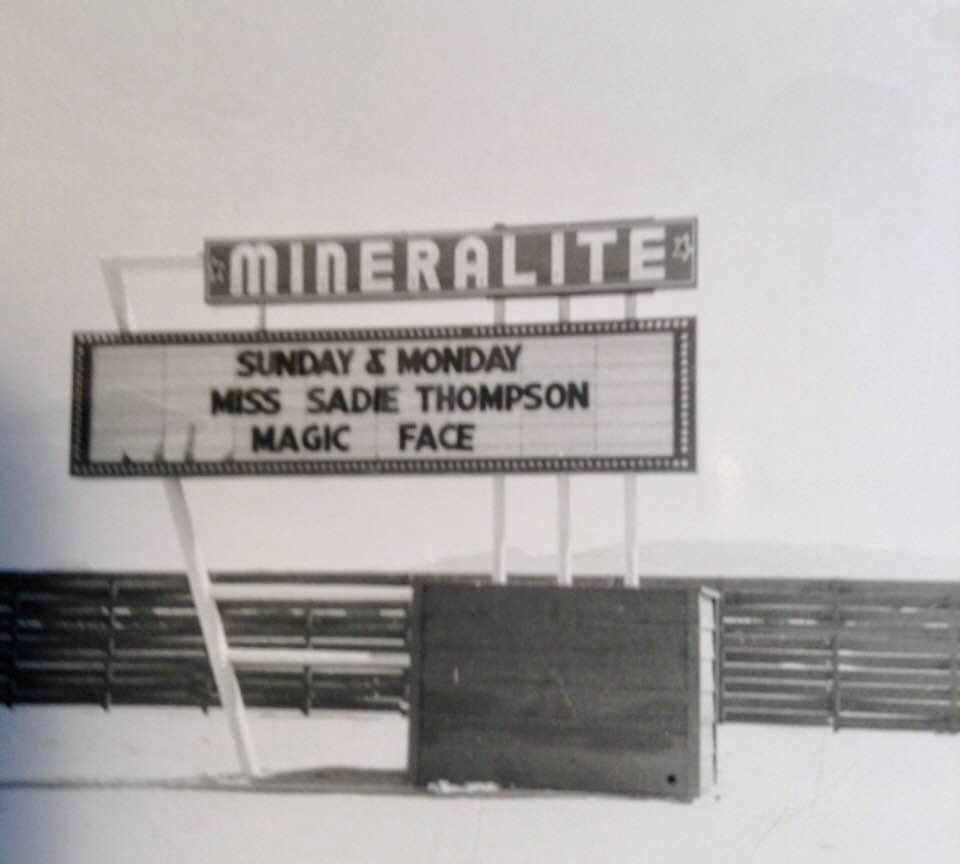 MINERALITE
SUNDAY & MONDAY
MISS SADIE THOMPSON
MAGIC FACE